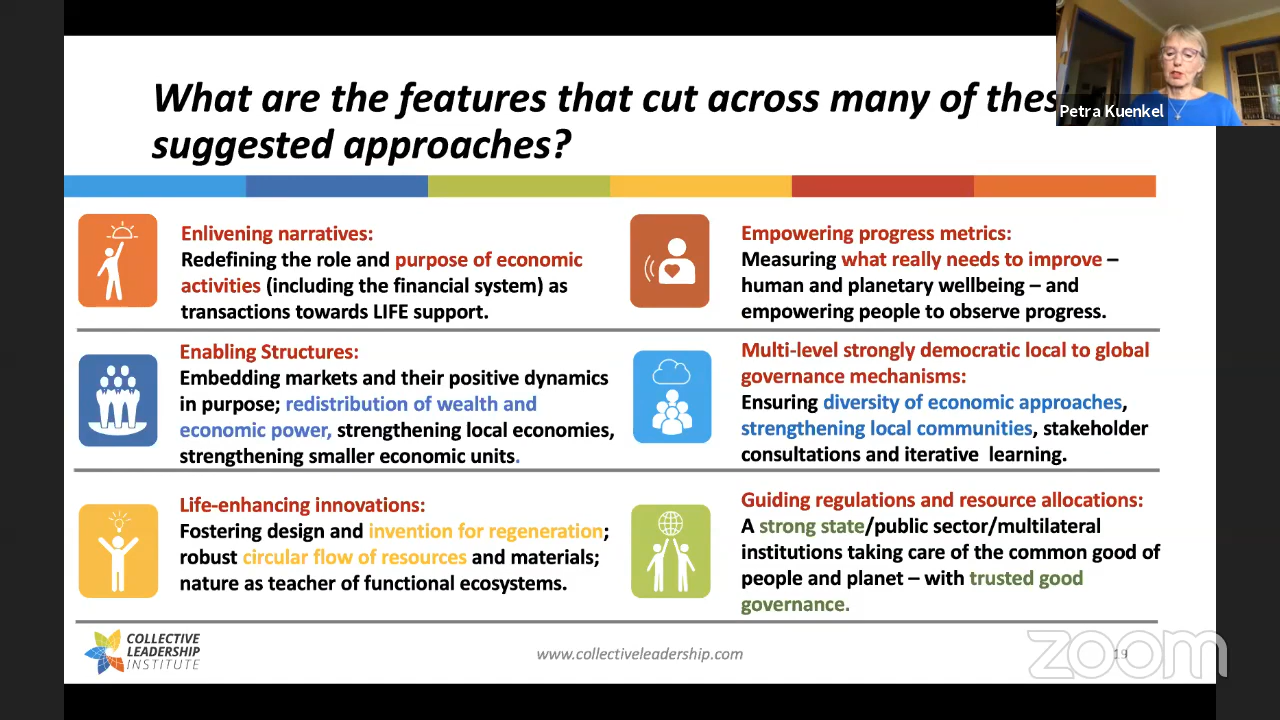 What are the features that cut across many of thes
suggested approaches?
Petra Kuenkel
Enlivening narratives:
Redefining the role and purpose of economic
activities (including the financial system) as
transactions towards LIFE support.
Empowering progress metrics:
Measuring what really needs to improve –
human and planetary wellbeing – and
empowering people to observe progress.
Enabling Structures:
Embedding markets and their positive dynamics
in purpose; redistribution of wealth and
economic power, strengthening local economies,
strengthening smaller economic units.
Multi-level strongly democratic local to global
governance mechanisms:
Ensuring diversity of economic approaches,
strengthening local communities, stakeholder
consultations and iterative learning.
Life-enhancing innovations:
Fostering design and invention for regeneration;
robust circular flow of resources and materials;
nature as teacher of functional ecosystems.
Guiding regulations and resource allocations:
A strong state/public sector/multilateral
institutions taking care of the common good of
people and planet – with trusted good
governance.
COLLECTIVE
LEADERSHIP
INSTITUTE
www.collectiveleadership.com
19
zoom